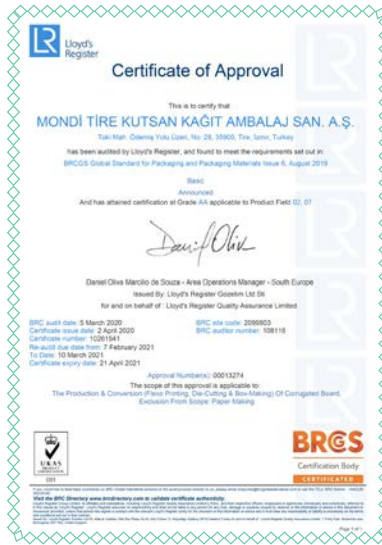 LR
Lloyd's
Register
Certificate of Approval
This is to certify that
MONDİ TİRE KUTSAN KAĞIT AMBALAJ SAN. A.Ş.
Toki Mah. Ödemiş Yolu Üzeri, No: 28, 35900, Tire, İzmir, Turkey
has been audited by Lloyd's Register, and found to meet the requirements set out in:
BRCGS Global Standard for Packaging and Packaging Materials Issue 6, August 2019
Basic
Announced
And has attained certification at Grade AA applicable to Product Field 02, 07
Daniel Oliva Marcilio de Souza - Area Operations Manager - South Europe
Issued By: Lloyd's Register Gozetim Ltd Sti
for and on behalf of : Lloyd's Register Quality Assurance Limited
BRC audit date: 5 March 2020
Certificate issue date: 2 April 2020
Certificate number: 10261541
Re-audit due date from: 7 February 2021
To Date: 10 March 2021
Certificate expiry date: 21 April 2021
BRC site code:
BRC auditor number: 108118
Approval Number(s): 00013274
The scope of this approval is applicable to:
The Production & Conversion (Flexo Printing, Die-Cutting & Box-Making) Of Corrugated Board,
Exclusion From Scope: Paper Making
UKAS
001
BRCGS
Certification Body
CERTIFICATED
Visit the BRC Directory www.brcdirectory.com to validate certificate authenticity.
Page 1 of 1